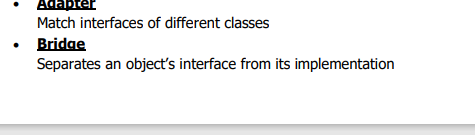 • Adapter
Match interfaces of different classes
• Bridge
Separates an object's interface from its implementation